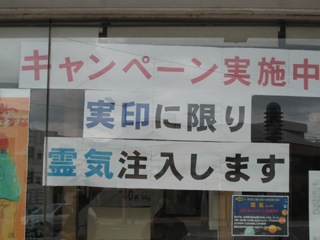 キャンペーン実施中
実印に限り
霊気注入します